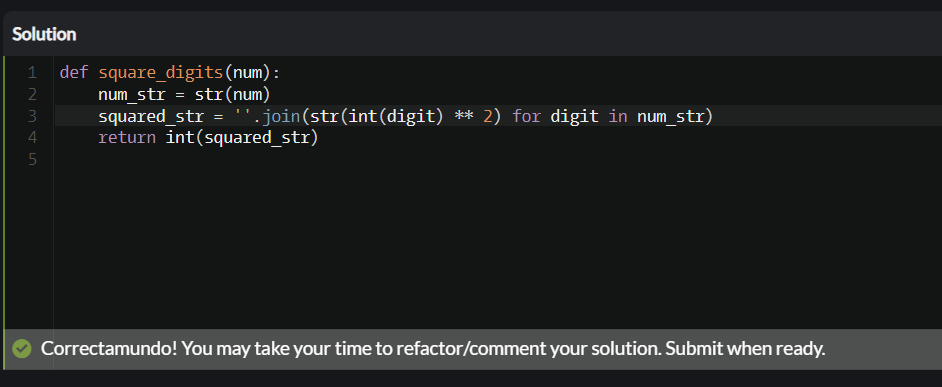 Solution
1 def square_digits(num):
2     num_str = str(num)
3     squared_str = ''.join(str(int(digit) ** 2) for digit in num_str)
4     return int(squared_str)
5
Correctamundo! You may take your time to refactor/comment your solution. Submit when ready.